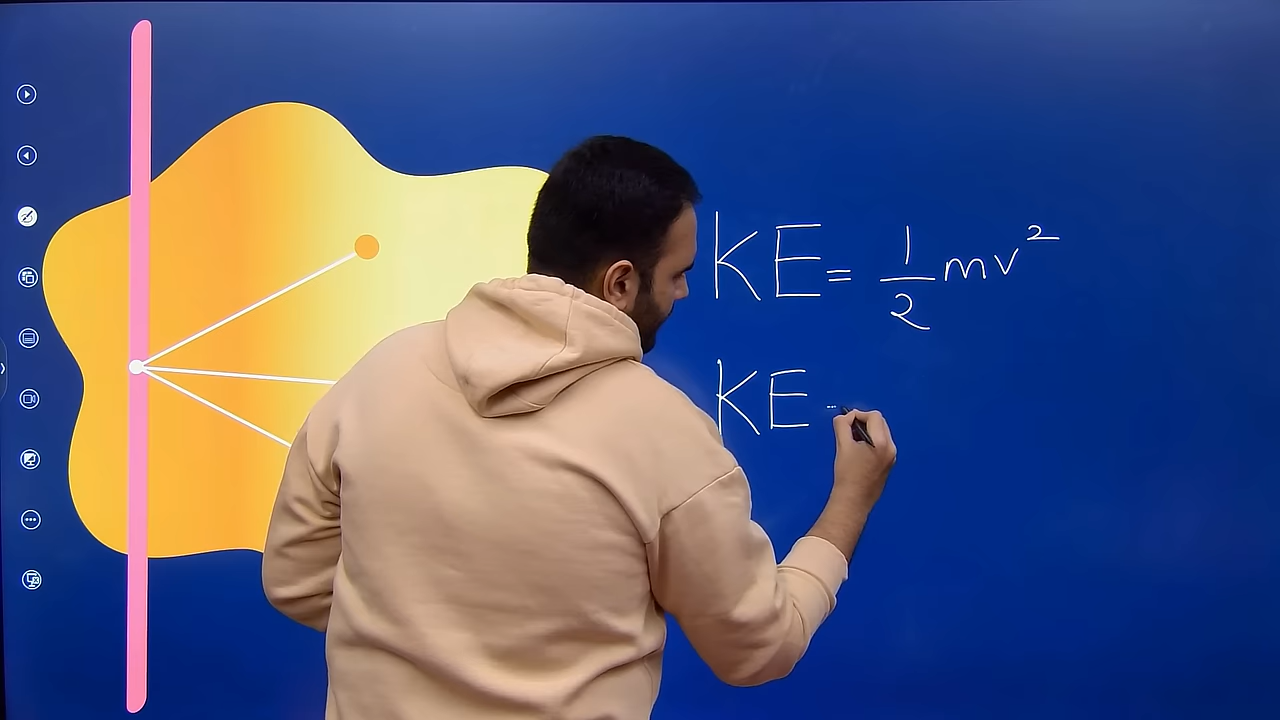 KE = 1/2 mv²
KE -